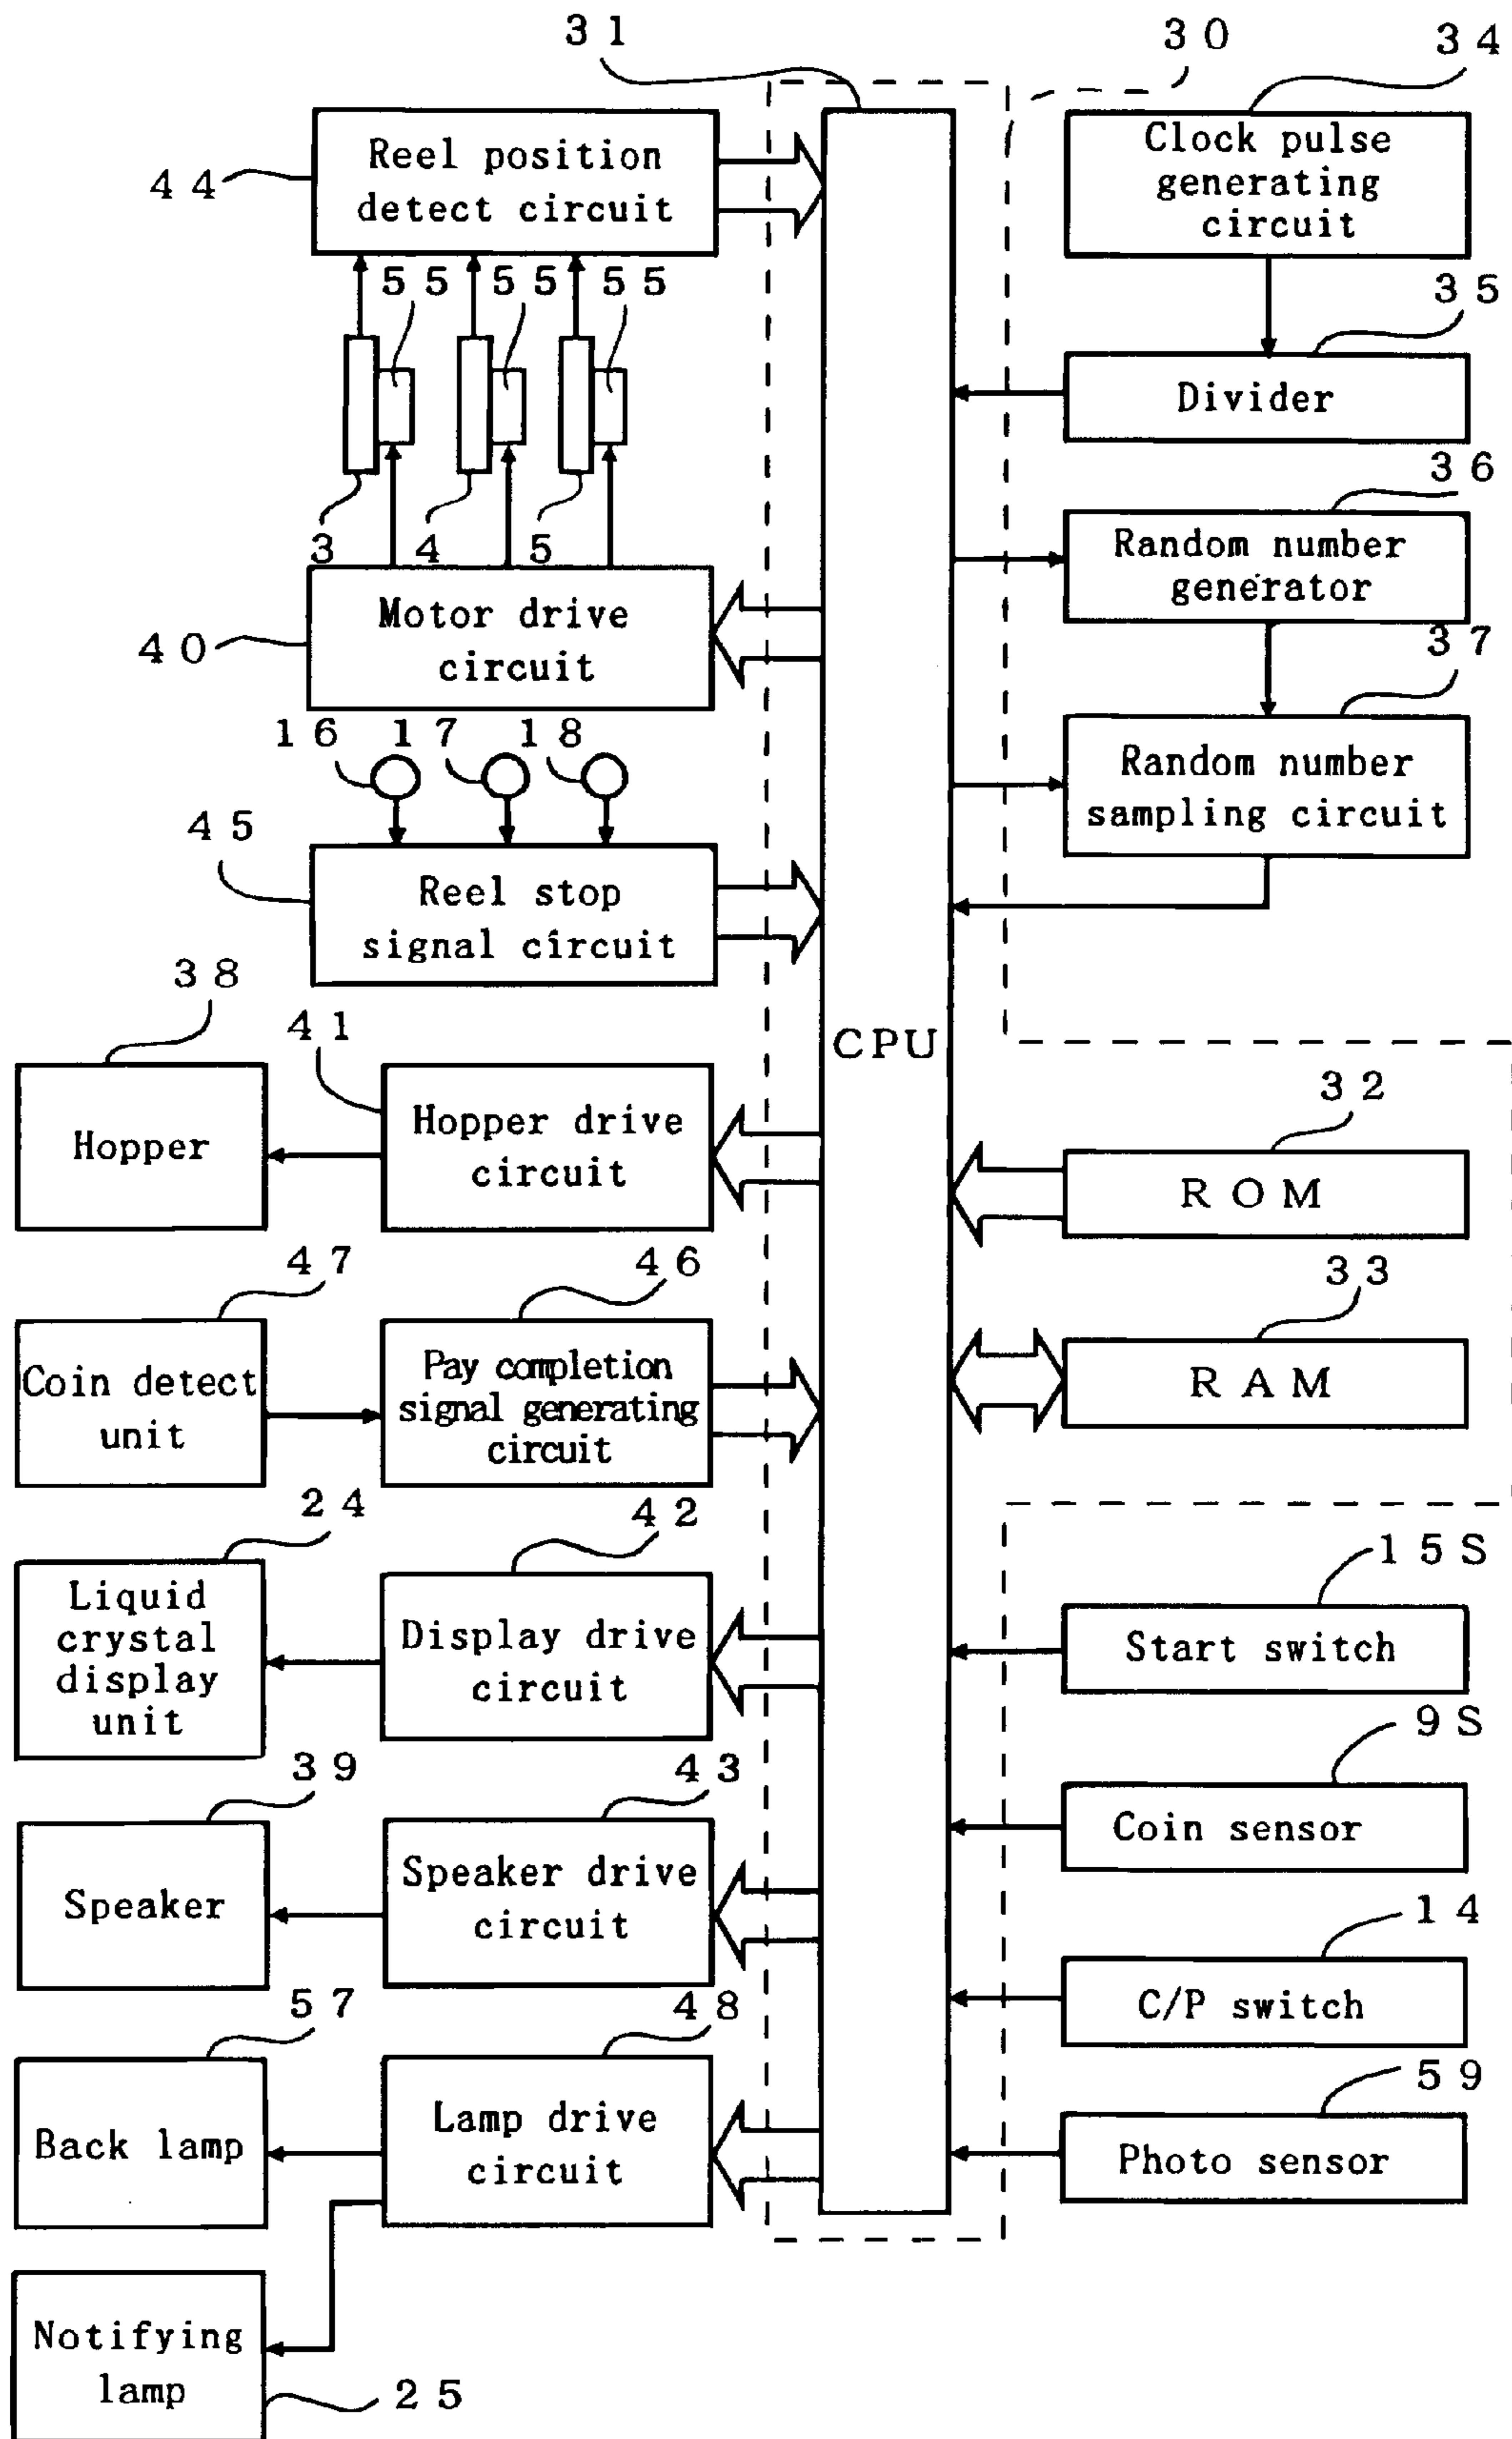 31
30
34
Reel position
detect circuit
44
Clock pulse
generating
circuit
55 55 55
35
Divider
3 4 5
36
Random number
generator
Motor drive
circuit
40
37
16 17 18
Random number
sampling circuit
45
Reel stop
signal circuit
38
41
CPU
Hopper
Hopper drive
circuit
32
ROM
47
46
33
Coin detect
unit
Pay completion
signal generating
circuit
RAM
24
42
15S
Liquid
crystal
display
unit
Display drive
circuit
Start switch
39
43
9S
Speaker
Speaker drive
circuit
Coin sensor
14
C/P switch
57
48
59
Back lamp
Lamp drive
circuit
Photo sensor
Notifying
lamp
25